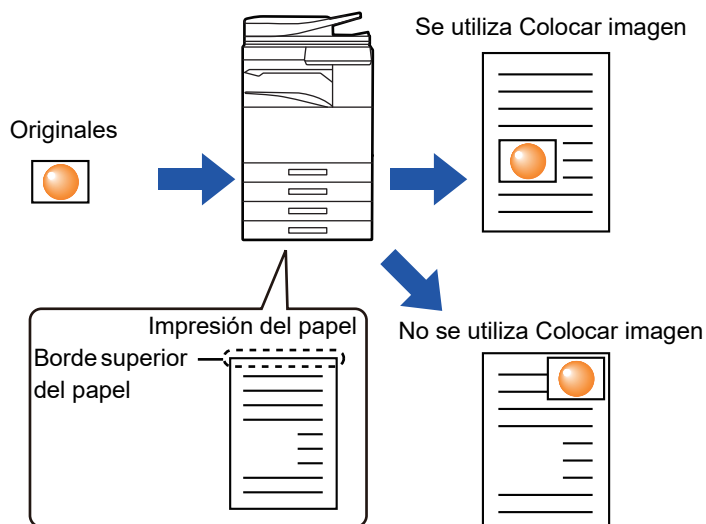 Se utiliza Colocar imagen
Originales
Impresión del papel
Borde superior
del papel
No se utiliza Colocar imagen